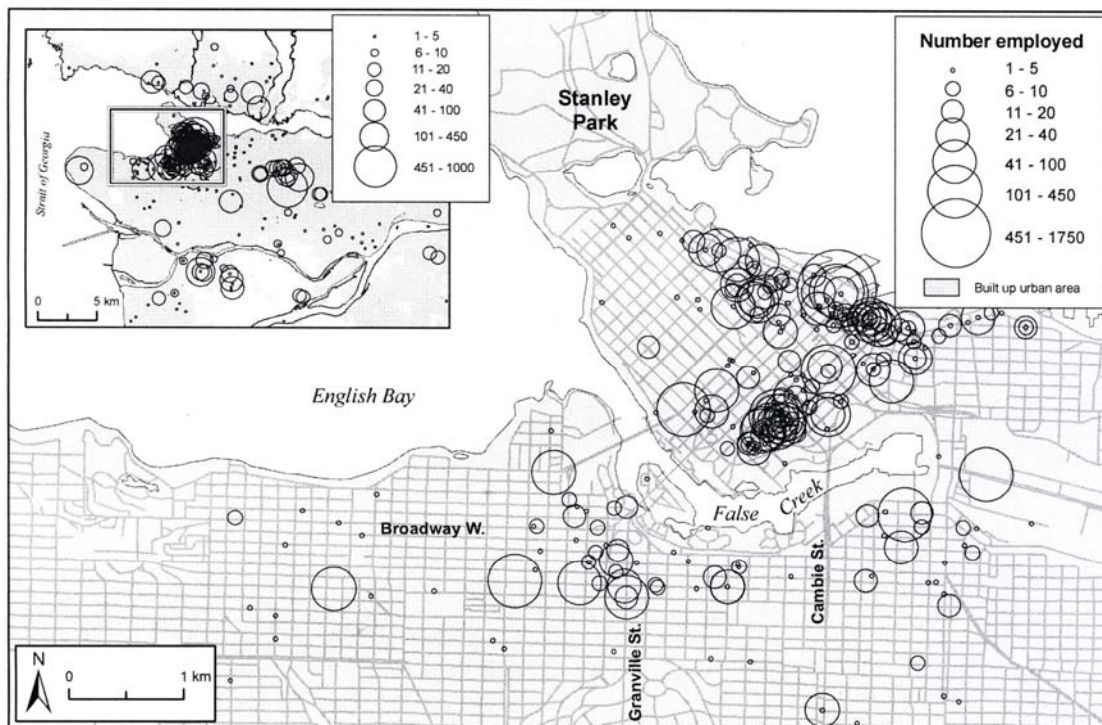 Strait of Georgia
0 5 km
1 - 5
6 - 10
11 - 20
21 - 40
41 - 100
101 - 450
451 - 1000
Number employed
1 - 5
6 - 10
11 - 20
21 - 40
41 - 100
101 - 450
451 - 1750
Built up urban area
Stanley
Park
English Bay
False Creek
Broadway W.
Cambie St.
Granville St.
N
0 1 km